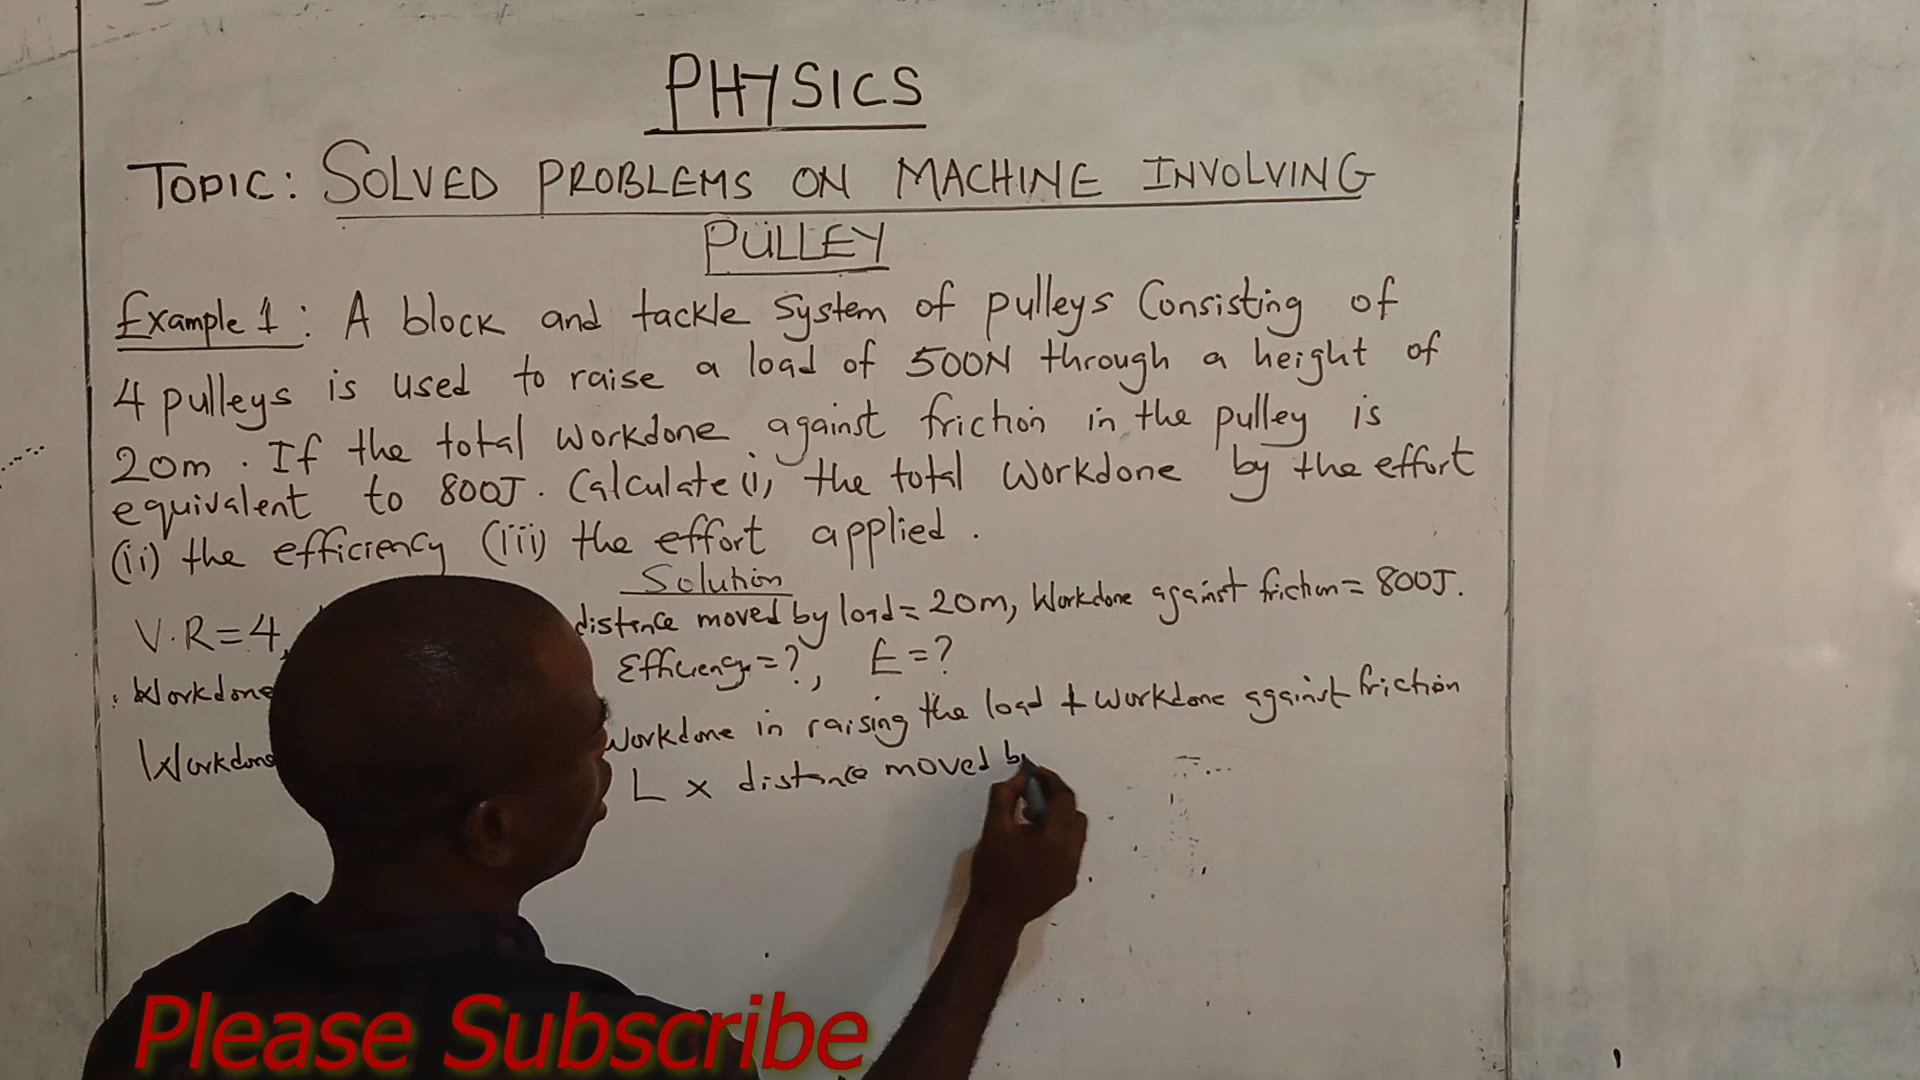 PHYSICS
TOPIC: SOLVED PROBLEMS ON MACHINE INVOLVING
PULLEY
Example 1: A block and tackle system of pulleys Consisting of
4 pulleys is used to raise a load of 500N through a height of
20m. If the total workdone against friction in the pulley is
equivalent to 800J. Calculate (i) the total workdone by the effort
(ii) the efficiency (iii) the effort applied.
Solution
V.R=4, distance moved by load=20m, Workdone against friction=800J.
Workdone Efficiency=?, E=?
Workdone Workdone in raising the load + workdone against friction
L x distance moved b
Please Subscribe